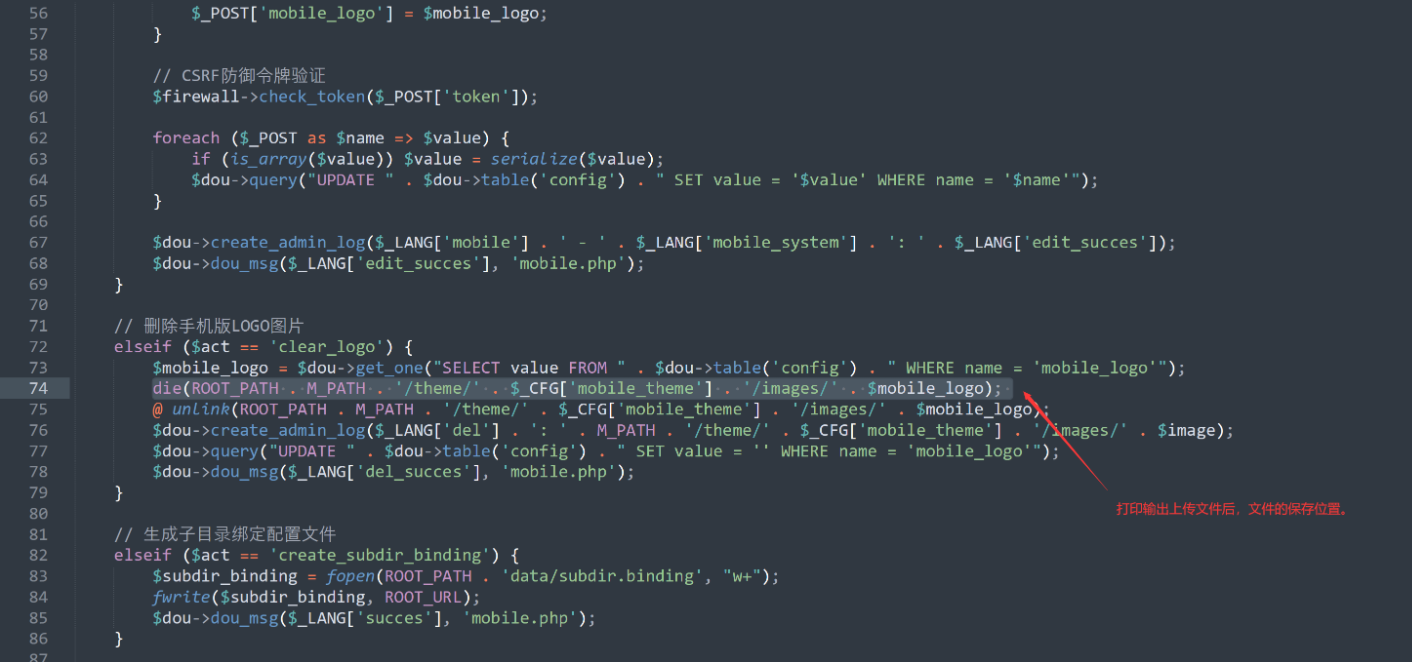 56 $_POST['mobile_logo'] = $mobile_logo;
57 }
58
59 // CSRF防御令牌验证
60 $firewall->check_token($_POST['token']);
61
62 foreach ($_POST as $name => $value) {
63 if (is_array($value)) $value = serialize($value);
64 $dou->query("UPDATE " . $dou->table('config') . " SET value = '$value' WHERE name = '$name'");
65 }
66
67 $dou->create_admin_log($_LANG['mobile'] . ' - ' . $_LANG['mobile_system'] . ': ' . $_LANG['edit_succes']);
68 $dou->dou_msg($_LANG['edit_succes'], 'mobile.php');
69 }
70
71 // 删除手机版LOGO图片
72 elseif ($act == 'clear_logo') {
73 $mobile_logo = $dou->get_one("SELECT value FROM " . $dou->table('config') . " WHERE name = 'mobile_logo'");
74 die(ROOT_PATH . M_PATH . '/theme/' . $_CFG['mobile_theme'] . '/images/' . $mobile_logo);
75 @ unlink(ROOT_PATH . M_PATH . '/theme/' . $_CFG['mobile_theme'] . '/images/' . $mobile_logo);
76 $dou->create_admin_log($_LANG['del'] . ': ' . M_PATH . '/theme/' . $_CFG['mobile_theme'] . '/images/' . $image);
77 $dou->query("UPDATE " . $dou->table('config') . " SET value = '' WHERE name = 'mobile_logo'");
78 $dou->dou_msg($_LANG['del_succes'], 'mobile.php');
79 }
打印输出上传文件后，文件的保存位置。
80
81 // 生成子目录绑定配置文件
82 elseif ($act == 'create_subdir_binding') {
83 $subdir_binding = fopen(ROOT_PATH . 'data/subdir.binding', "w+");
84 fwrite($subdir_binding, ROOT_URL);
85 $dou->dou_msg($_LANG['succes'], 'mobile.php');
86 }
87